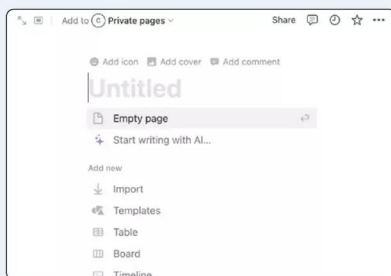 Add to C Private pages Share
Add icon Add cover Add comment
Untitled
Empty page
Start writing with AI...
Add new
Import
Templates
Table
Board
Timeline